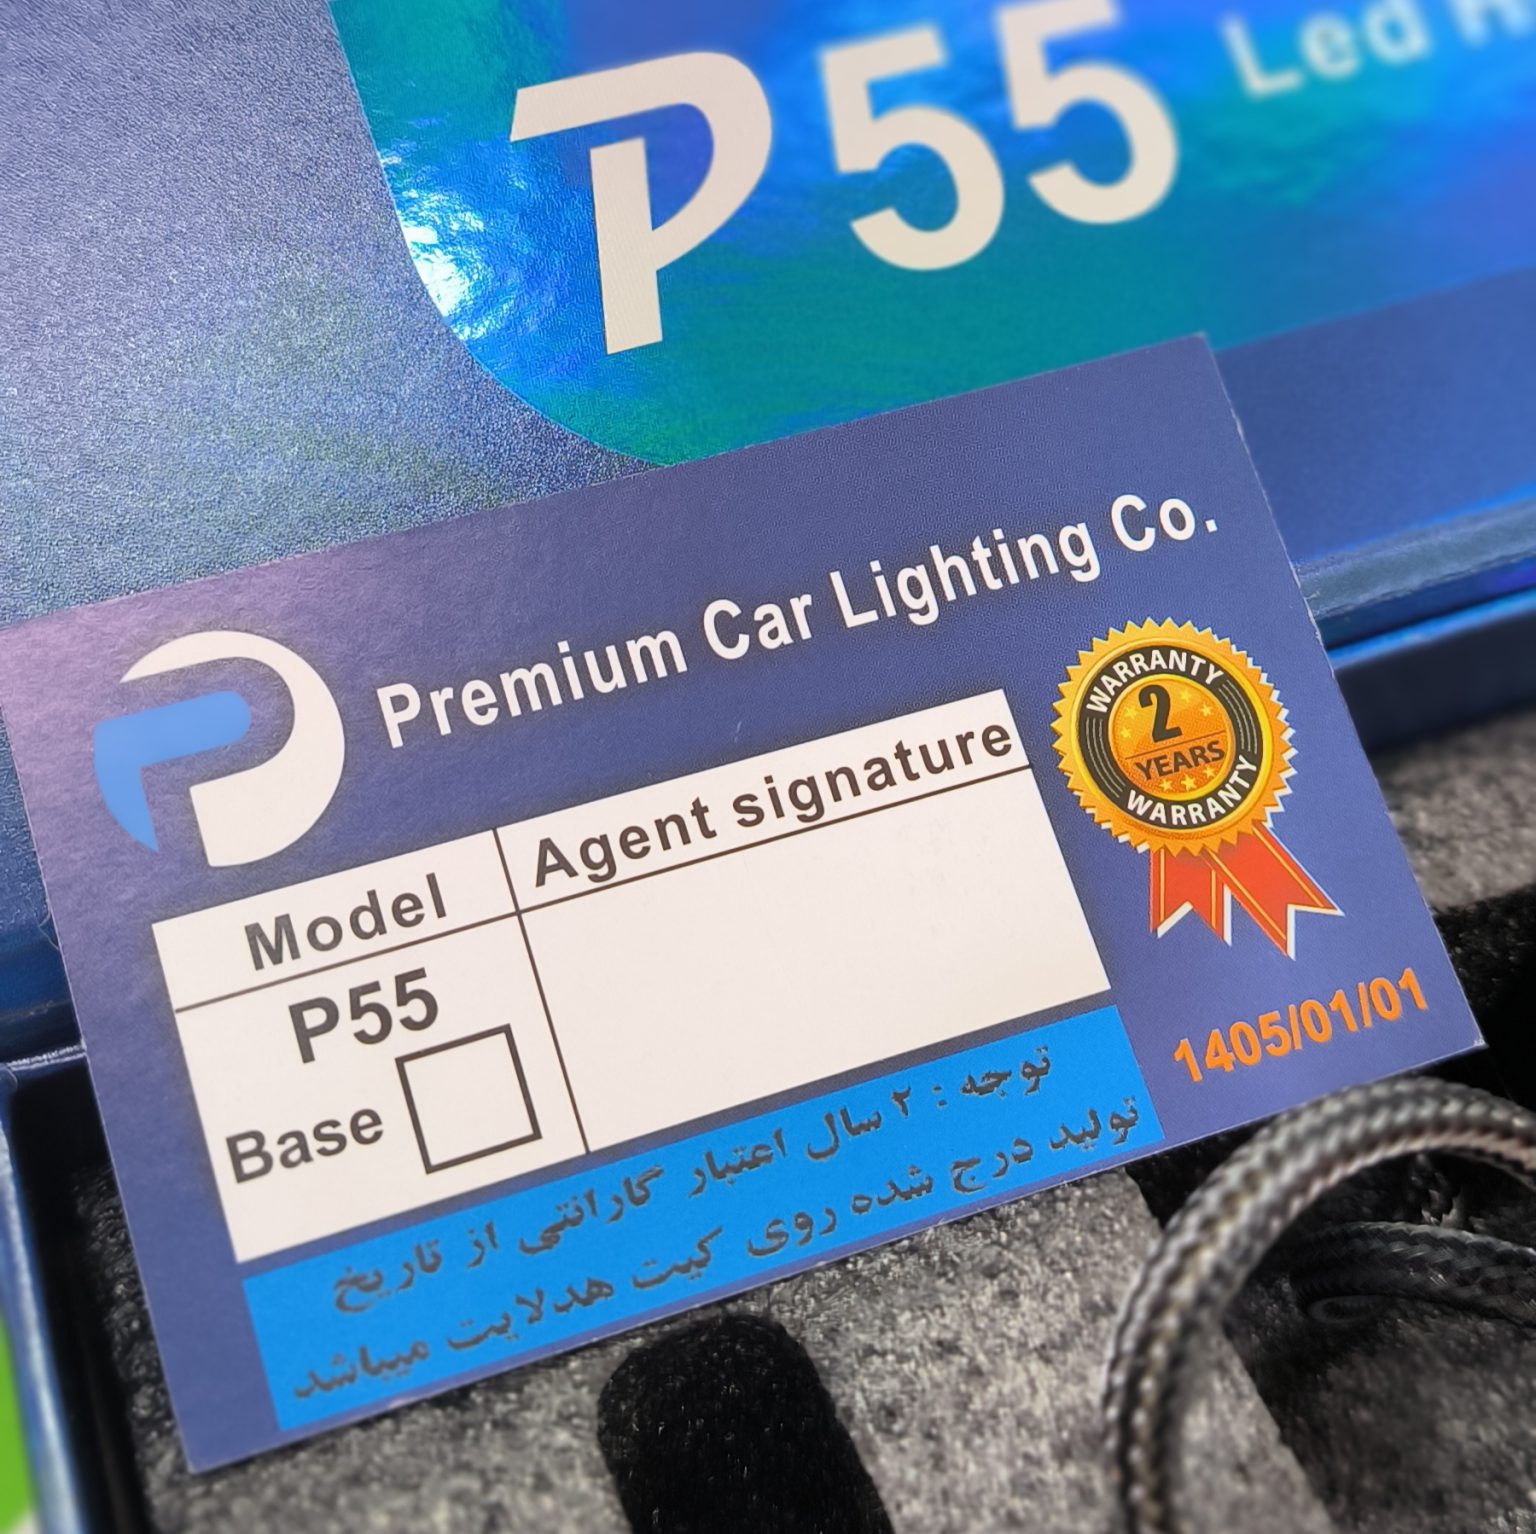 P55 Led
Premium Car Lighting Co.
Model
Agent signature
P55
Base
WARRANTY
2
YEARS
WARRANTY
1405/01/01
توجه : ۲ سال اعتبار گارانتی از تاریخ
تولید درج شده روی کیت هدلایت میباشد